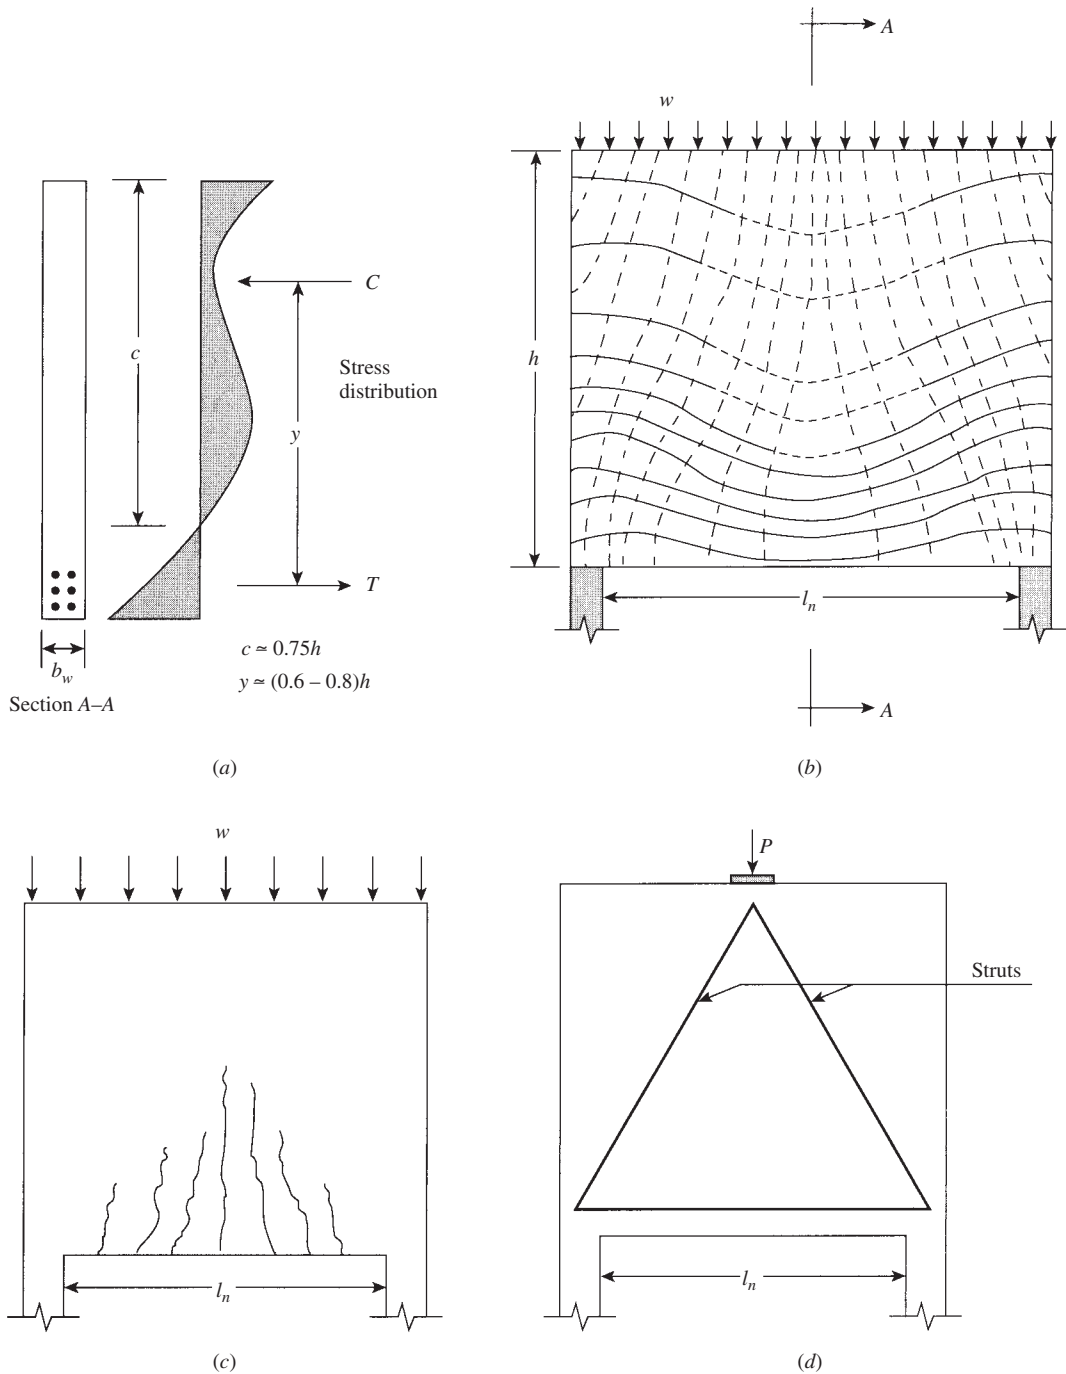 A
w
c
C
Stress
distribution
y
h
T
l_n
c ≃ 0.75h
b_w
y ≃ (0.6 – 0.8)h
Section A–A
A
(a)
(b)
w
P
Struts
l_n
l_n
(c)
(d)